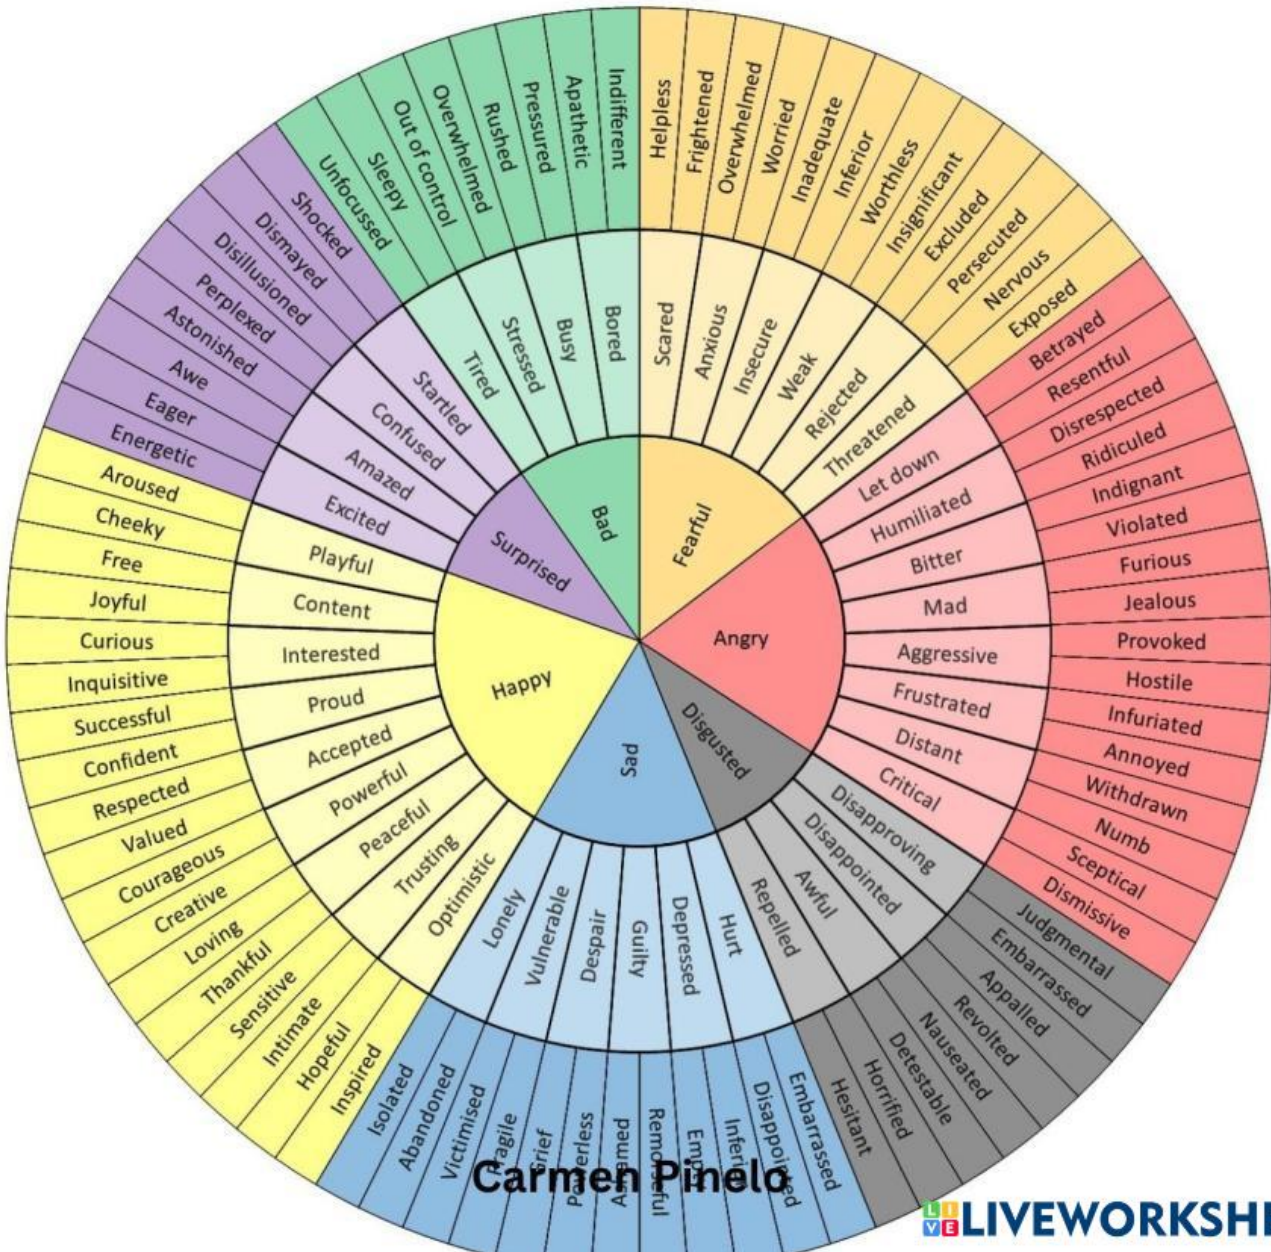 Bad
Fearful
Angry
Disgusted
Sad
Happy
Surprised
Tired
Stressed
Busy
Bored
Scared
Anxious
Insecure
Weak
Rejected
Threatened
Let down
Humiliated
Bitter
Mad
Aggressive
Frustrated
Distant
Critical
Disapproving
Disappointed
Awful
Repelled
Hurt
Depressed
Guilty
Despair
Vulnerable
Lonely
Optimistic
Trusting
Peaceful
Powerful
Accepted
Proud
Interested
Content
Playful
Excited
Amazed
Confused
Startled
Unfocussed
Sleepy
Out of control
Overwhelmed
Rushed
Pressured
Apathetic
Indifferent
Helpless
Frightened
Overwhelmed
Worried
Inadequate
Inferior
Worthless
Insignificant
Excluded
Persecuted
Nervous
Exposed
Betrayed
Resentful
Disrespected
Ridiculed
Indignant
Violated
Furious
Jealous
Provoked
Hostile
Infuriated
Annoyed
Withdrawn
Numb
Sceptical
Dismissive
Judgmental
Embarrassed
Appalled
Revolted
Nauseated
Detestable
Horrified
Hesitant
Embarrassed
Disappointed
Inferior
Remorseful
Ashamed
Powerless
Grief
Fragile
Victimised
Abandoned
Isolated
Inspired
Hopeful
Intimate
Sensitive
Thankful
Loving
Creative
Courageous
Valued
Respected
Confident
Successful
Inquisitive
Curious
Joyful
Free
Cheeky
Aroused
Energetic
Eager
Awe
Astonished
Perplexed
Disillusioned
Dismayed
Shocked
Carmen Pinelo
LIVEWORKSHE